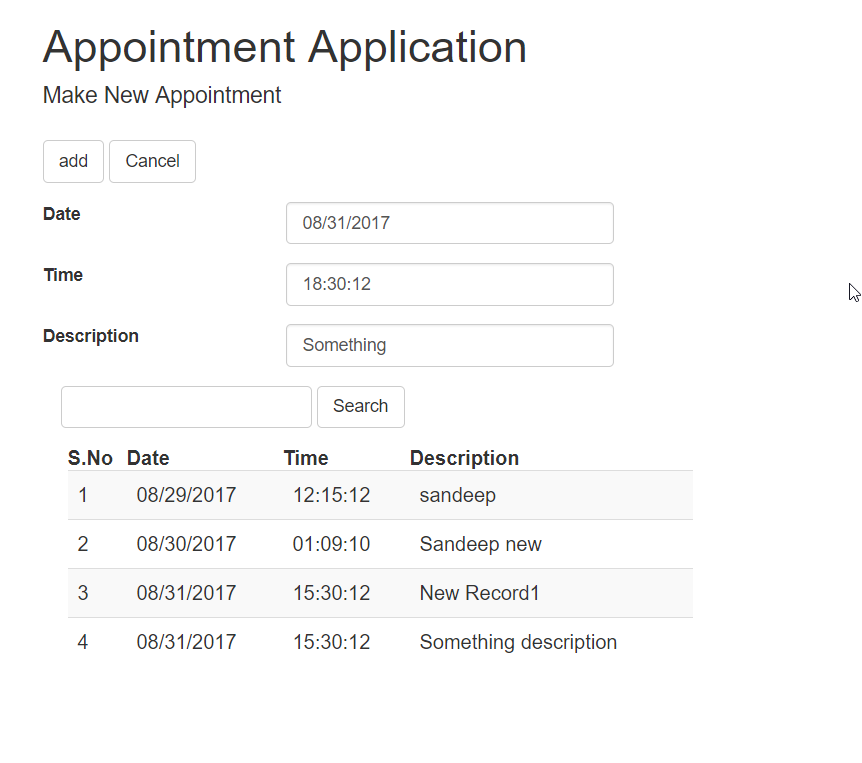 Appointment Application
Make New Appointment
add Cancel
Date 08/31/2017
Time 18:30:12
Description Something
Search
S.No Date Time Description
1 08/29/2017 12:15:12 sandeep
2 08/30/2017 01:09:10 Sandeep new
3 08/31/2017 15:30:12 New Record1
4 08/31/2017 15:30:12 Something description